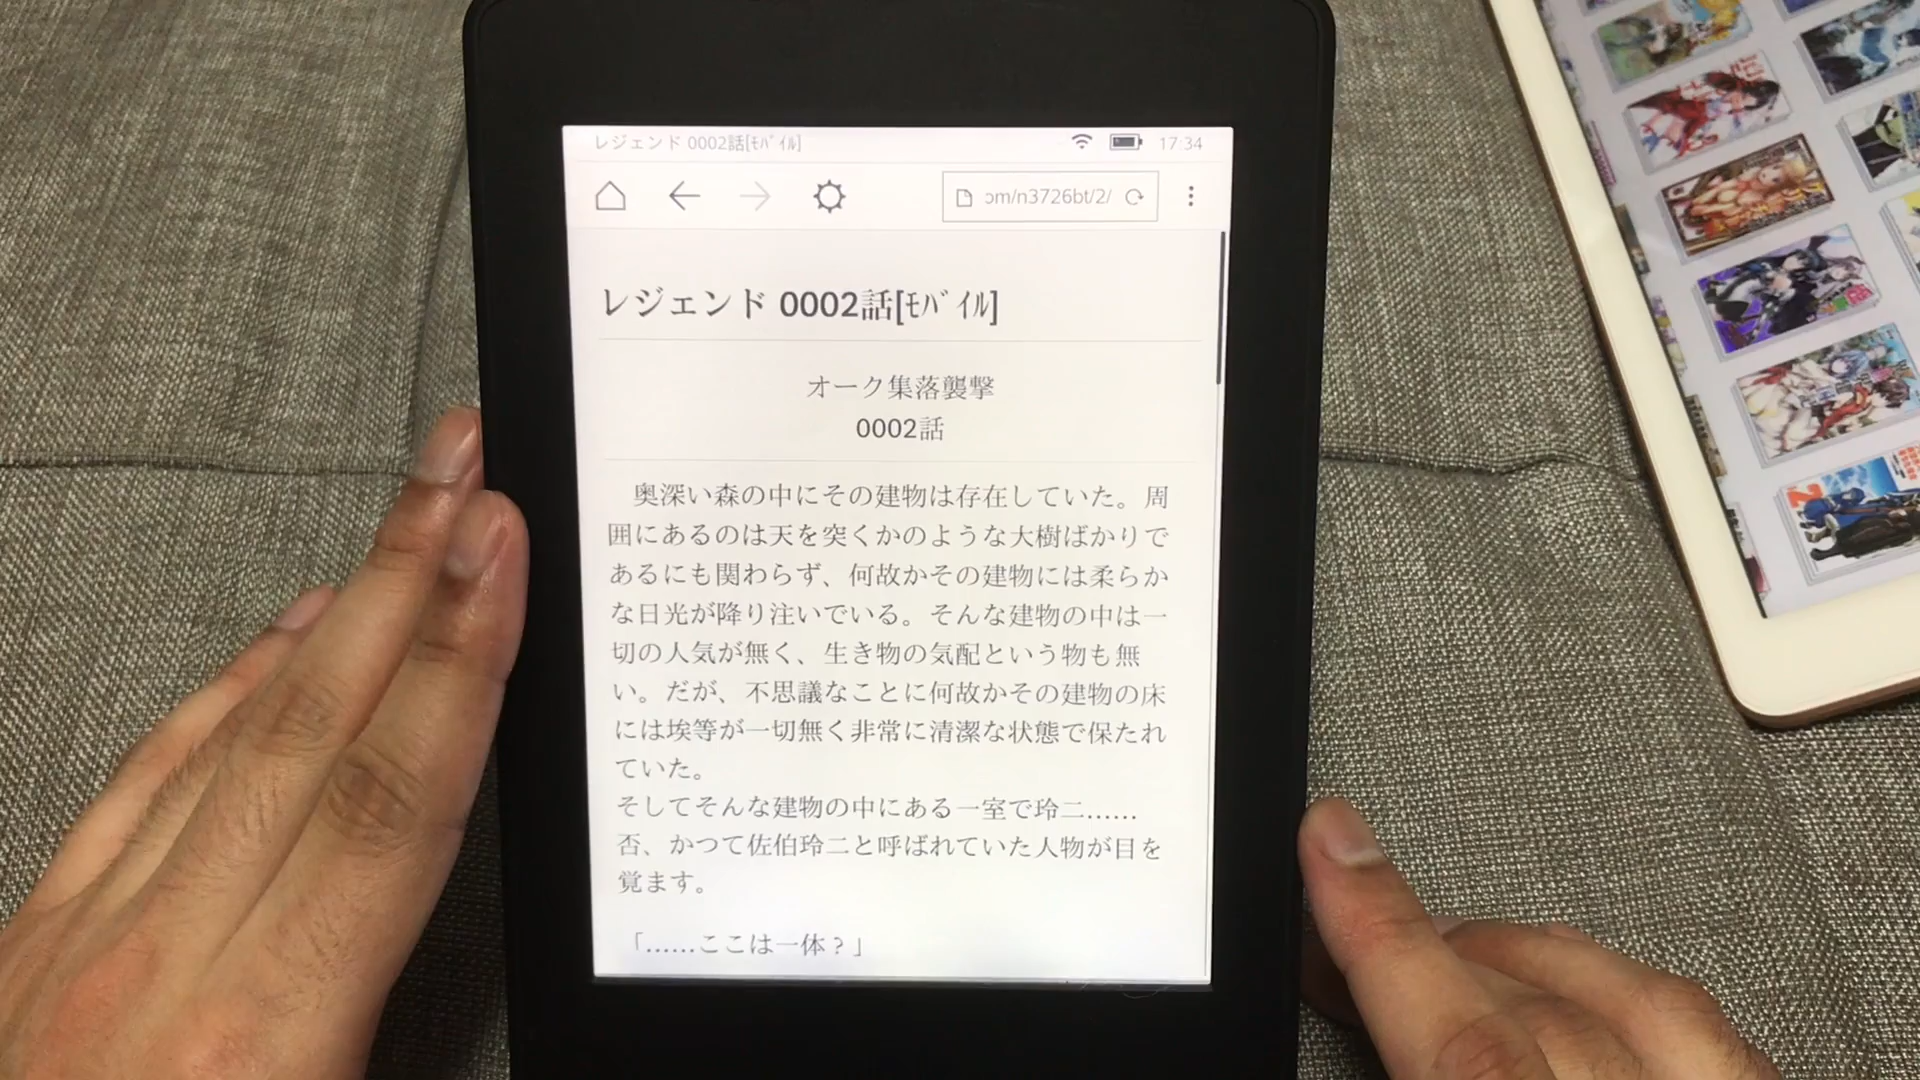 レジェンド 0002話[ﾓﾊﾞｲﾙ]
17:34
om/n3726bt/2/
レジェンド 0002話[ﾓﾊﾞｲﾙ]
オーク集落襲撃
0002話
　奥深い森の中にその建物は存在していた。周
囲にあるのは天を突くかのような大樹ばかりで
あるにも関わらず、何故かその建物には柔らか
な日光が降り注いでいる。そんな建物の中は一
切の人気が無く、生き物の気配という物も無
い。だが、不思議なことに何故かその建物の床
には埃等が一切無く非常に清潔な状態で保たれ
ていた。
そしてそんな建物の中にある一室で玲二……
否、かつて佐伯玲二と呼ばれていた人物が目を
覚ます。
「……ここは一体？」
2